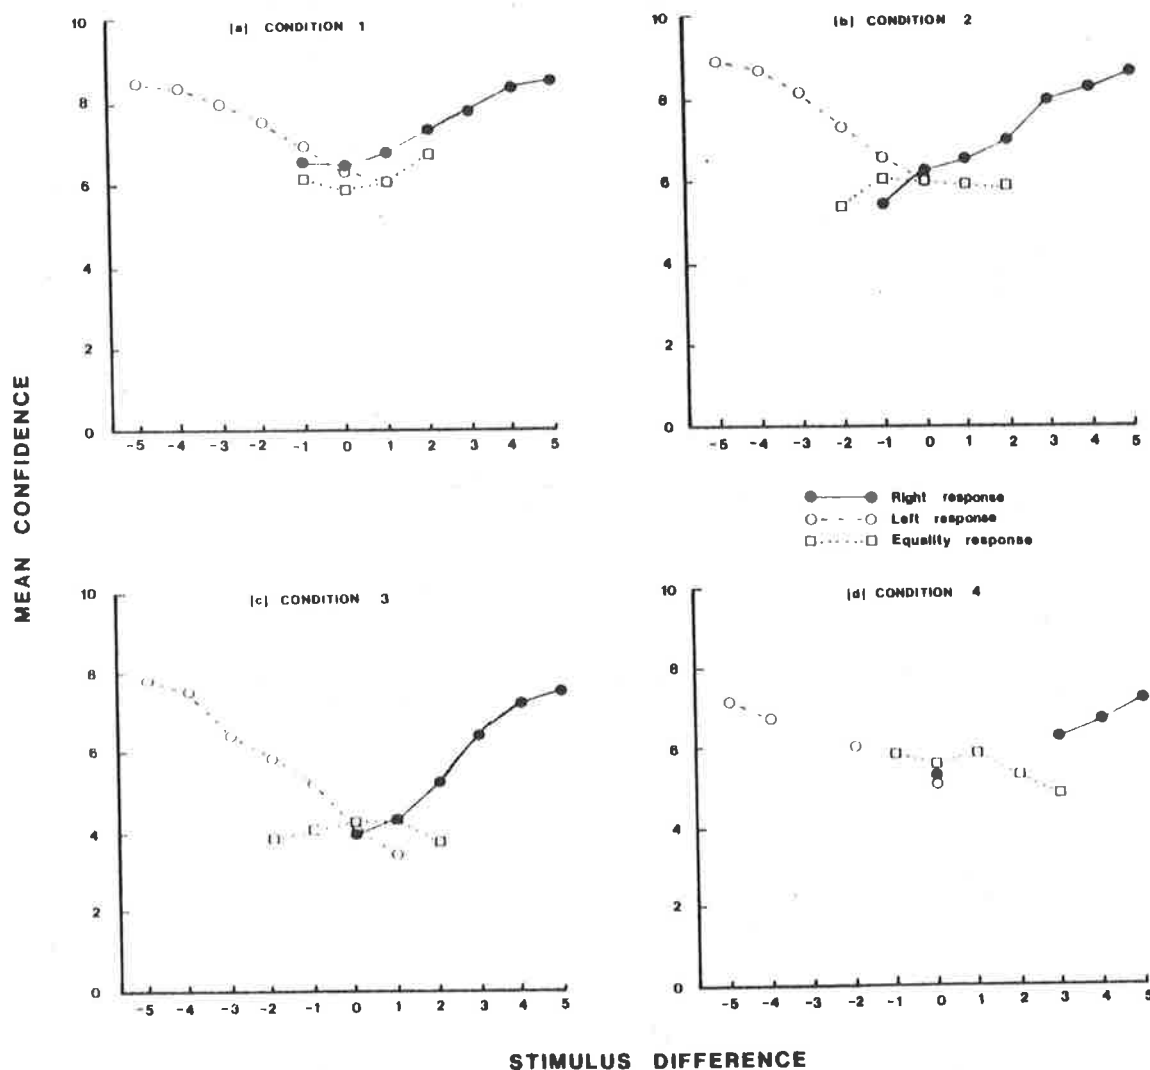 |a| CONDITION 1
10
8
6
4
2
0
-5 -4 -3 -2 -1 0 1 2 3 4 5
|b| CONDITION 2
10
8
6
4
2
0
-5 -4 -3 -2 -1 0 1 2 3 4 5
MEAN CONFIDENCE
Right response
Left response
Equality response
|c| CONDITION 3
10
8
6
4
2
0
-5 -4 -3 -2 -1 0 1 2 3 4 5
|d| CONDITION 4
10
8
6
4
2
0
-5 -4 -3 -2 -1 0 1 2 3 4 5
STIMULUS DIFFERENCE